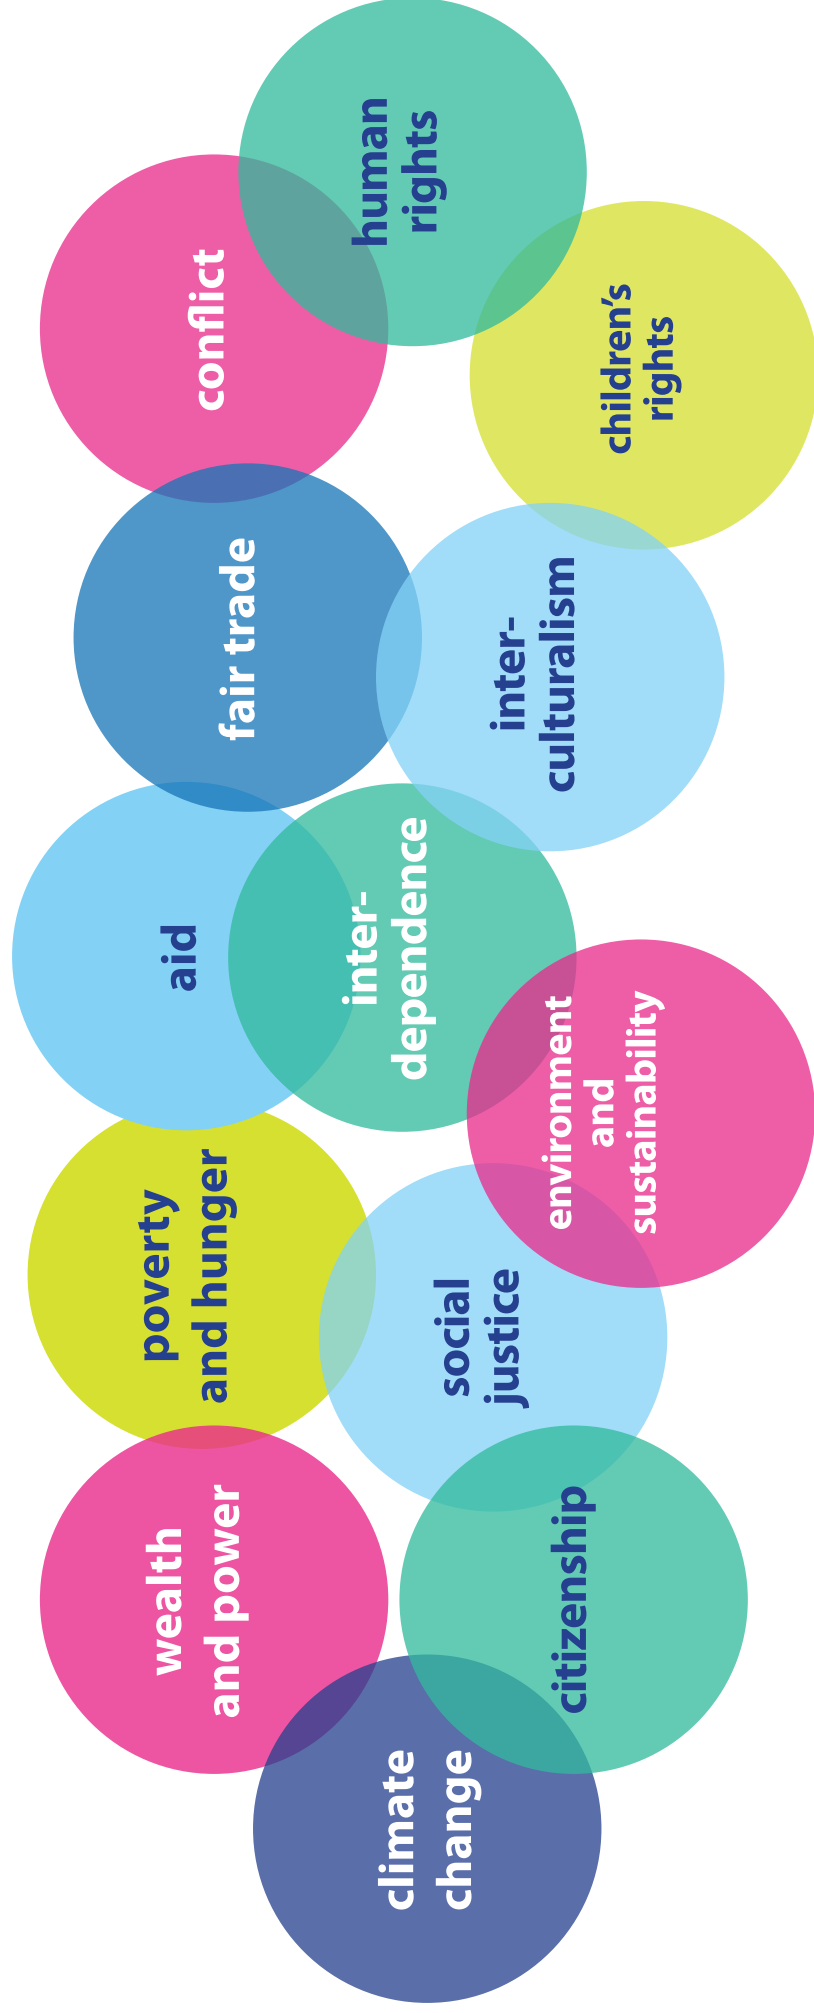 climate
change
wealth
and power
citizenship
poverty
and hunger
social
justice
environment
and
sustainability
aid
inter-
dependence
fair trade
inter-
culturalism
conflict
children’s
rights
human
rights